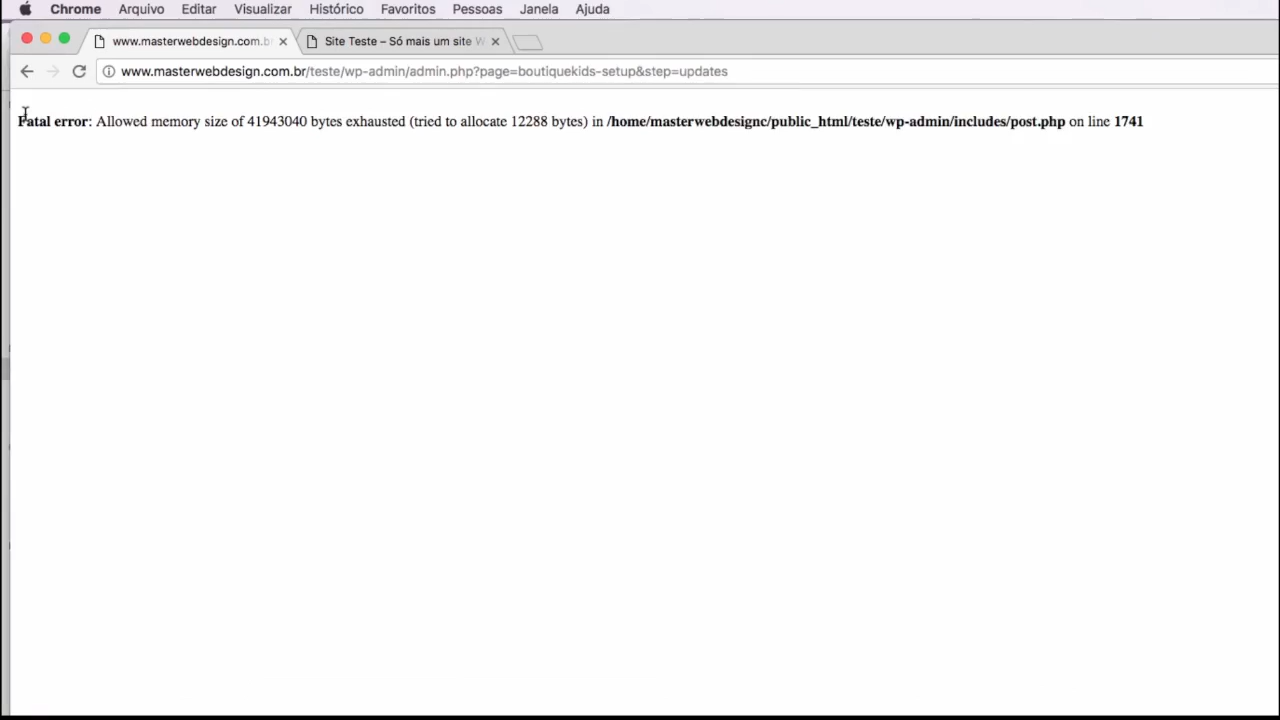 Chrome Arquivo Editar Visualizar Histórico Favoritos Pessoas Janela Ajuda
www.masterwebdesign.com.br Site Teste – Só mais um site W
www.masterwebdesign.com.br/teste/wp-admin/admin.php?page=boutiquekids-setup&step=updates
Fatal error: Allowed memory size of 41943040 bytes exhausted (tried to allocate 12288 bytes) in /home/masterwebdesignc/public_html/teste/wp-admin/includes/post.php on line 1741